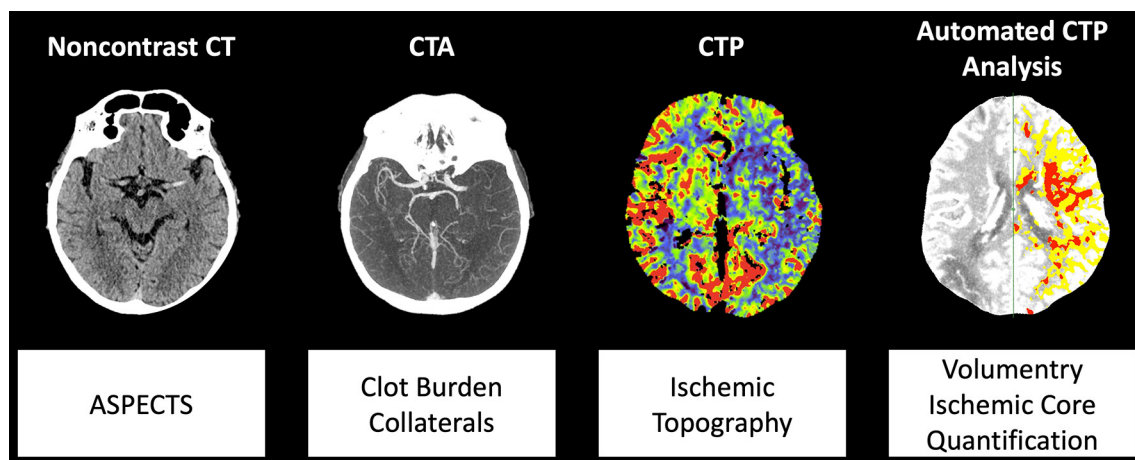 Noncontrast CT
CTA
CTP
Automated CTP
Analysis
ASPECTS
Clot Burden
Collaterals
Ischemic
Topography
Volumentry
Ischemic Core
Quantification